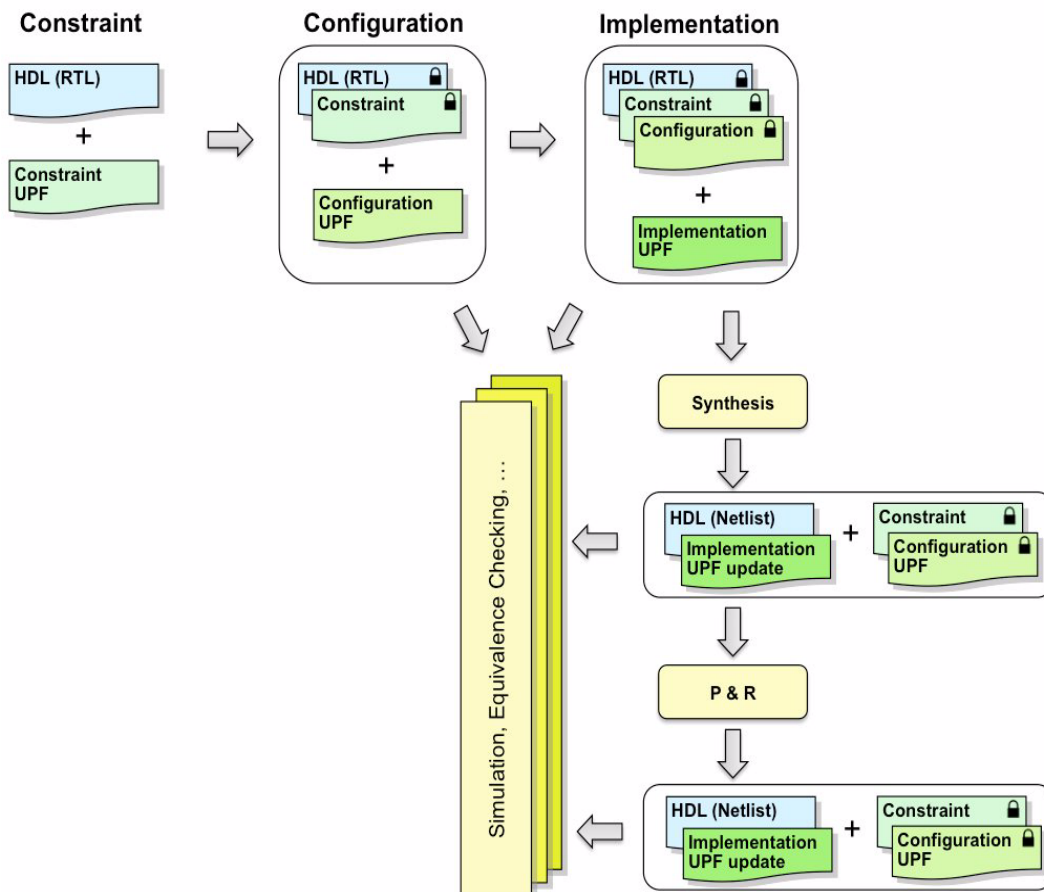 Constraint
HDL (RTL)
+
Constraint
UPF
Configuration
HDL (RTL)
Constraint
+
Configuration
UPF
Implementation
HDL (RTL)
Constraint
Configuration
+
Implementation
UPF
Synthesis
Simulation, Equivalence Checking, ...
HDL (Netlist)
Implementation
UPF update
+
Constraint
Configuration
UPF
P & R
HDL (Netlist)
Implementation
UPF update
+
Constraint
Configuration
UPF